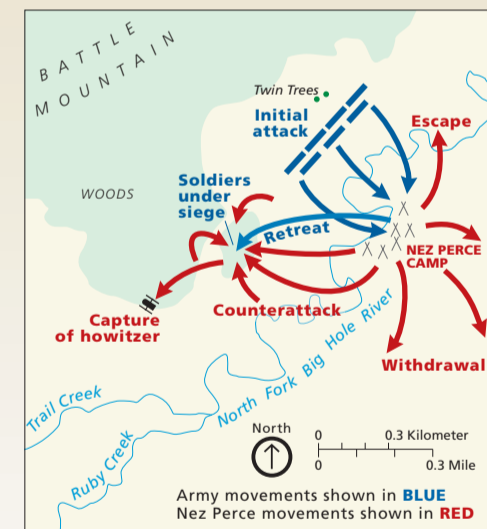 BATTLE
MOUNTAIN
Twin Trees
Initial
attack
Escape
WOODS
Soldiers
under
siege
Retreat
NEZ PERCE
CAMP
Capture
of howitzer
Counterattack
Withdrawal
North Fork Big Hole River
Trail Creek
Ruby Creek
North
0 0.3 Kilometer
0 0.3 Mile
Army movements shown in BLUE
Nez Perce movements shown in RED